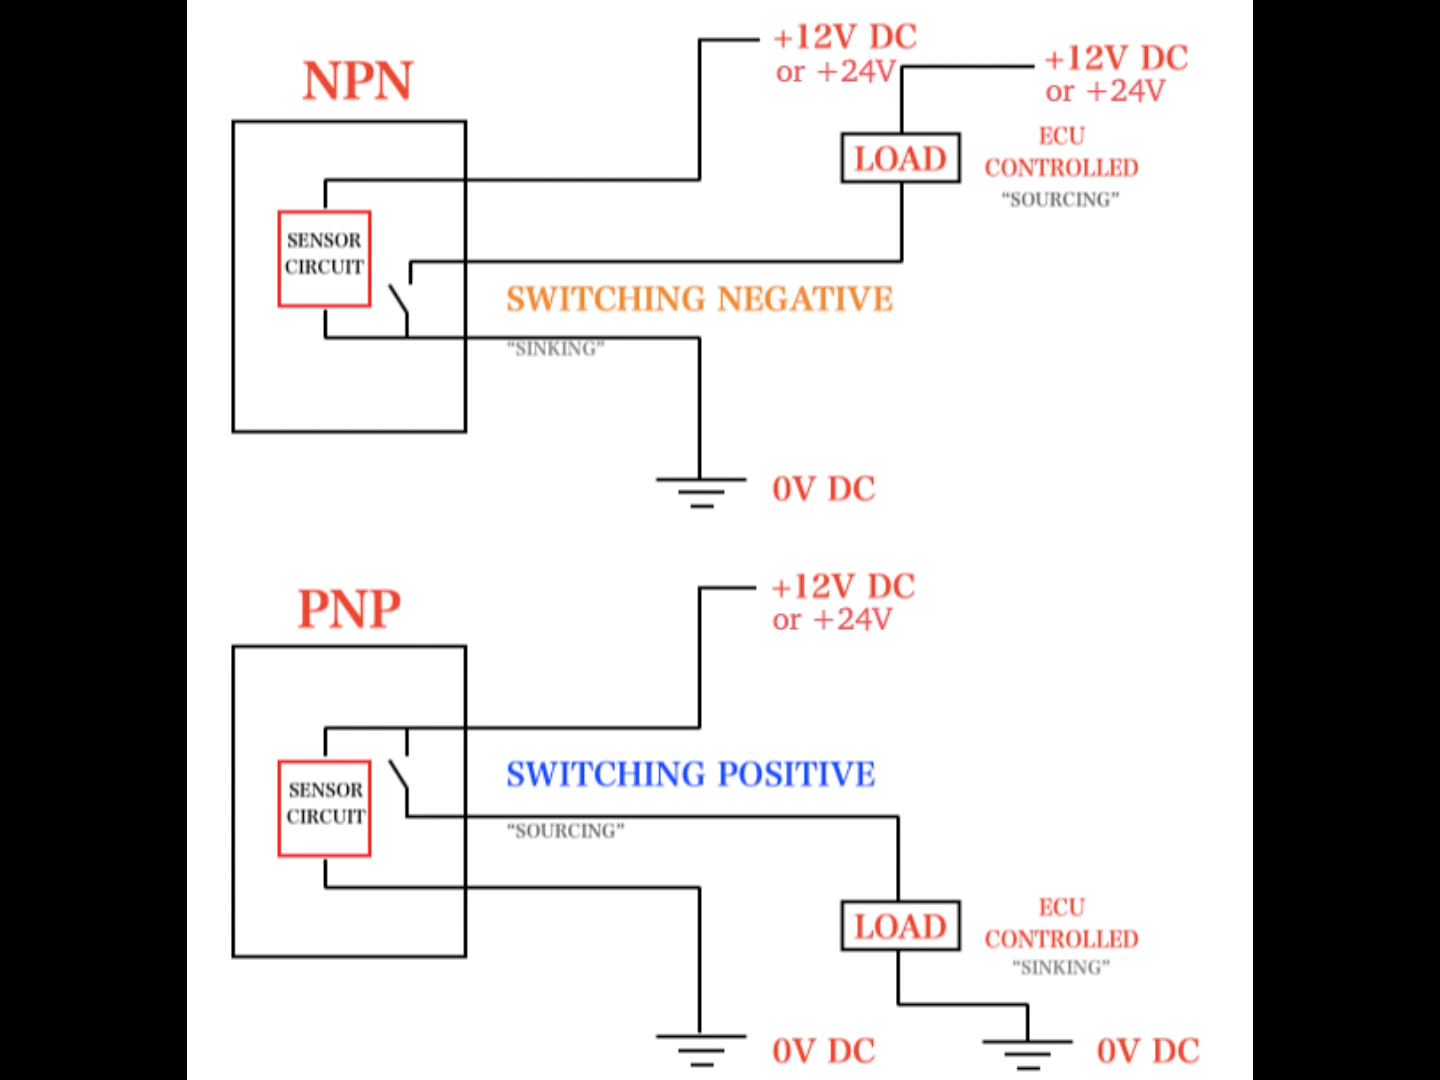 NPN
+12V DC
or +24V
+12V DC
or +24V
LOAD
ECU
CONTROLLED
“SOURCING”
SENSOR
CIRCUIT
SWITCHING NEGATIVE
“SINKING”
0V DC
PNP
+12V DC
or +24V
SENSOR
CIRCUIT
SWITCHING POSITIVE
“SOURCING”
LOAD
ECU
CONTROLLED
“SINKING”
0V DC
0V DC